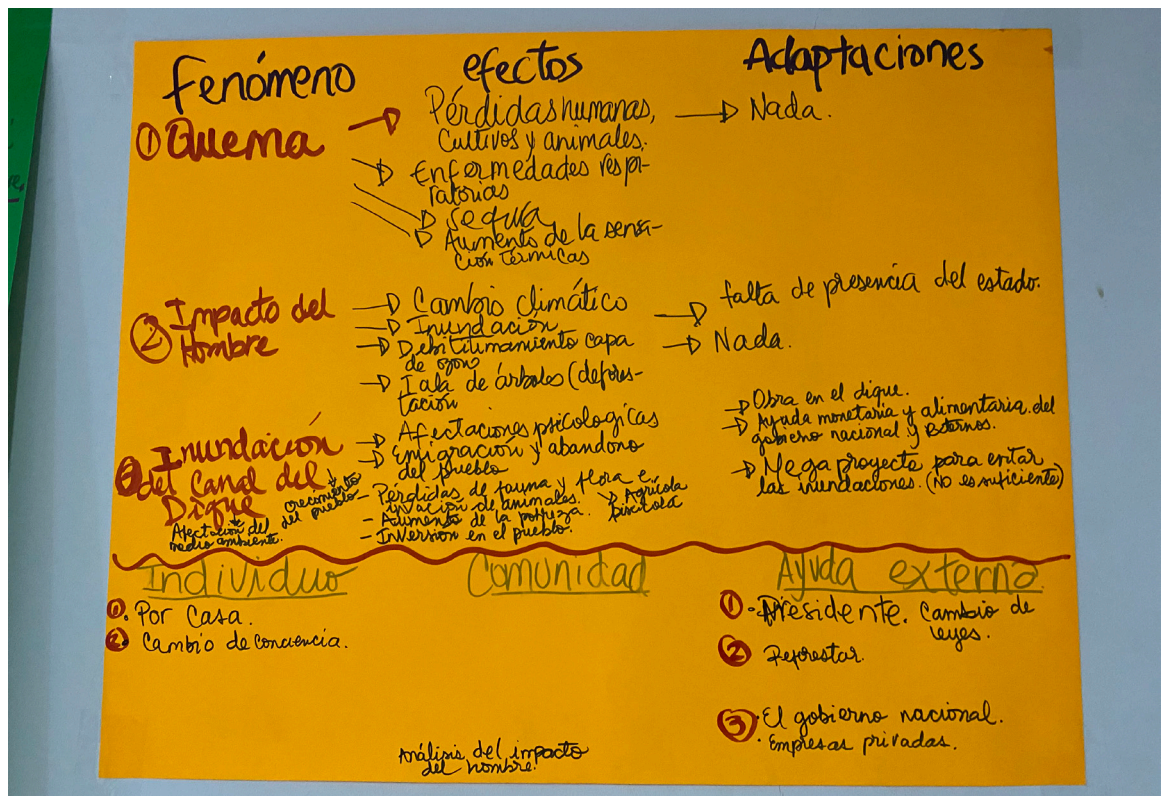 Fenómeno
efectos
Adaptaciones
① Quema
Pérdidas humanas,
Cultivos y animales.
Nada.
Enfermedades respi-
ratorias
Sequía
Aumento de la sensa-
ción térmicas
② Impacto del
Hombre
Cambio climático
Inundación
capa
de ozono
Tala de árboles (defores-
tación
falta de presencia del estado.
Nada.
③ Inundación
del Canal del
Dique
Afectación del
medio ambiente.
crecimiento
del pueblo
Afectaciones psicologicas
Emigración y abandono
del pueblo
- Pérdidas de fauna y flora e
invación de animales.
Agrícola
piscicola
- Aumento de la pobreza.
- Inversión en el pueblo.
Obra en el dique.
Ayuda monetaria y alimentaria del
gobierno nacional y Externos.
Mega proyecto para evitar
las inundaciones. (No es suficiente)
Individuo
Comunidad
Ayuda externa.
①. Por Casa.
②. Cambio de conciencia.
① - Presidente. Cambio de
leyes.
② Reforestar.
③ . El gobierno nacional.
. Empresas privadas.
Análisis del impacto
del hombre.